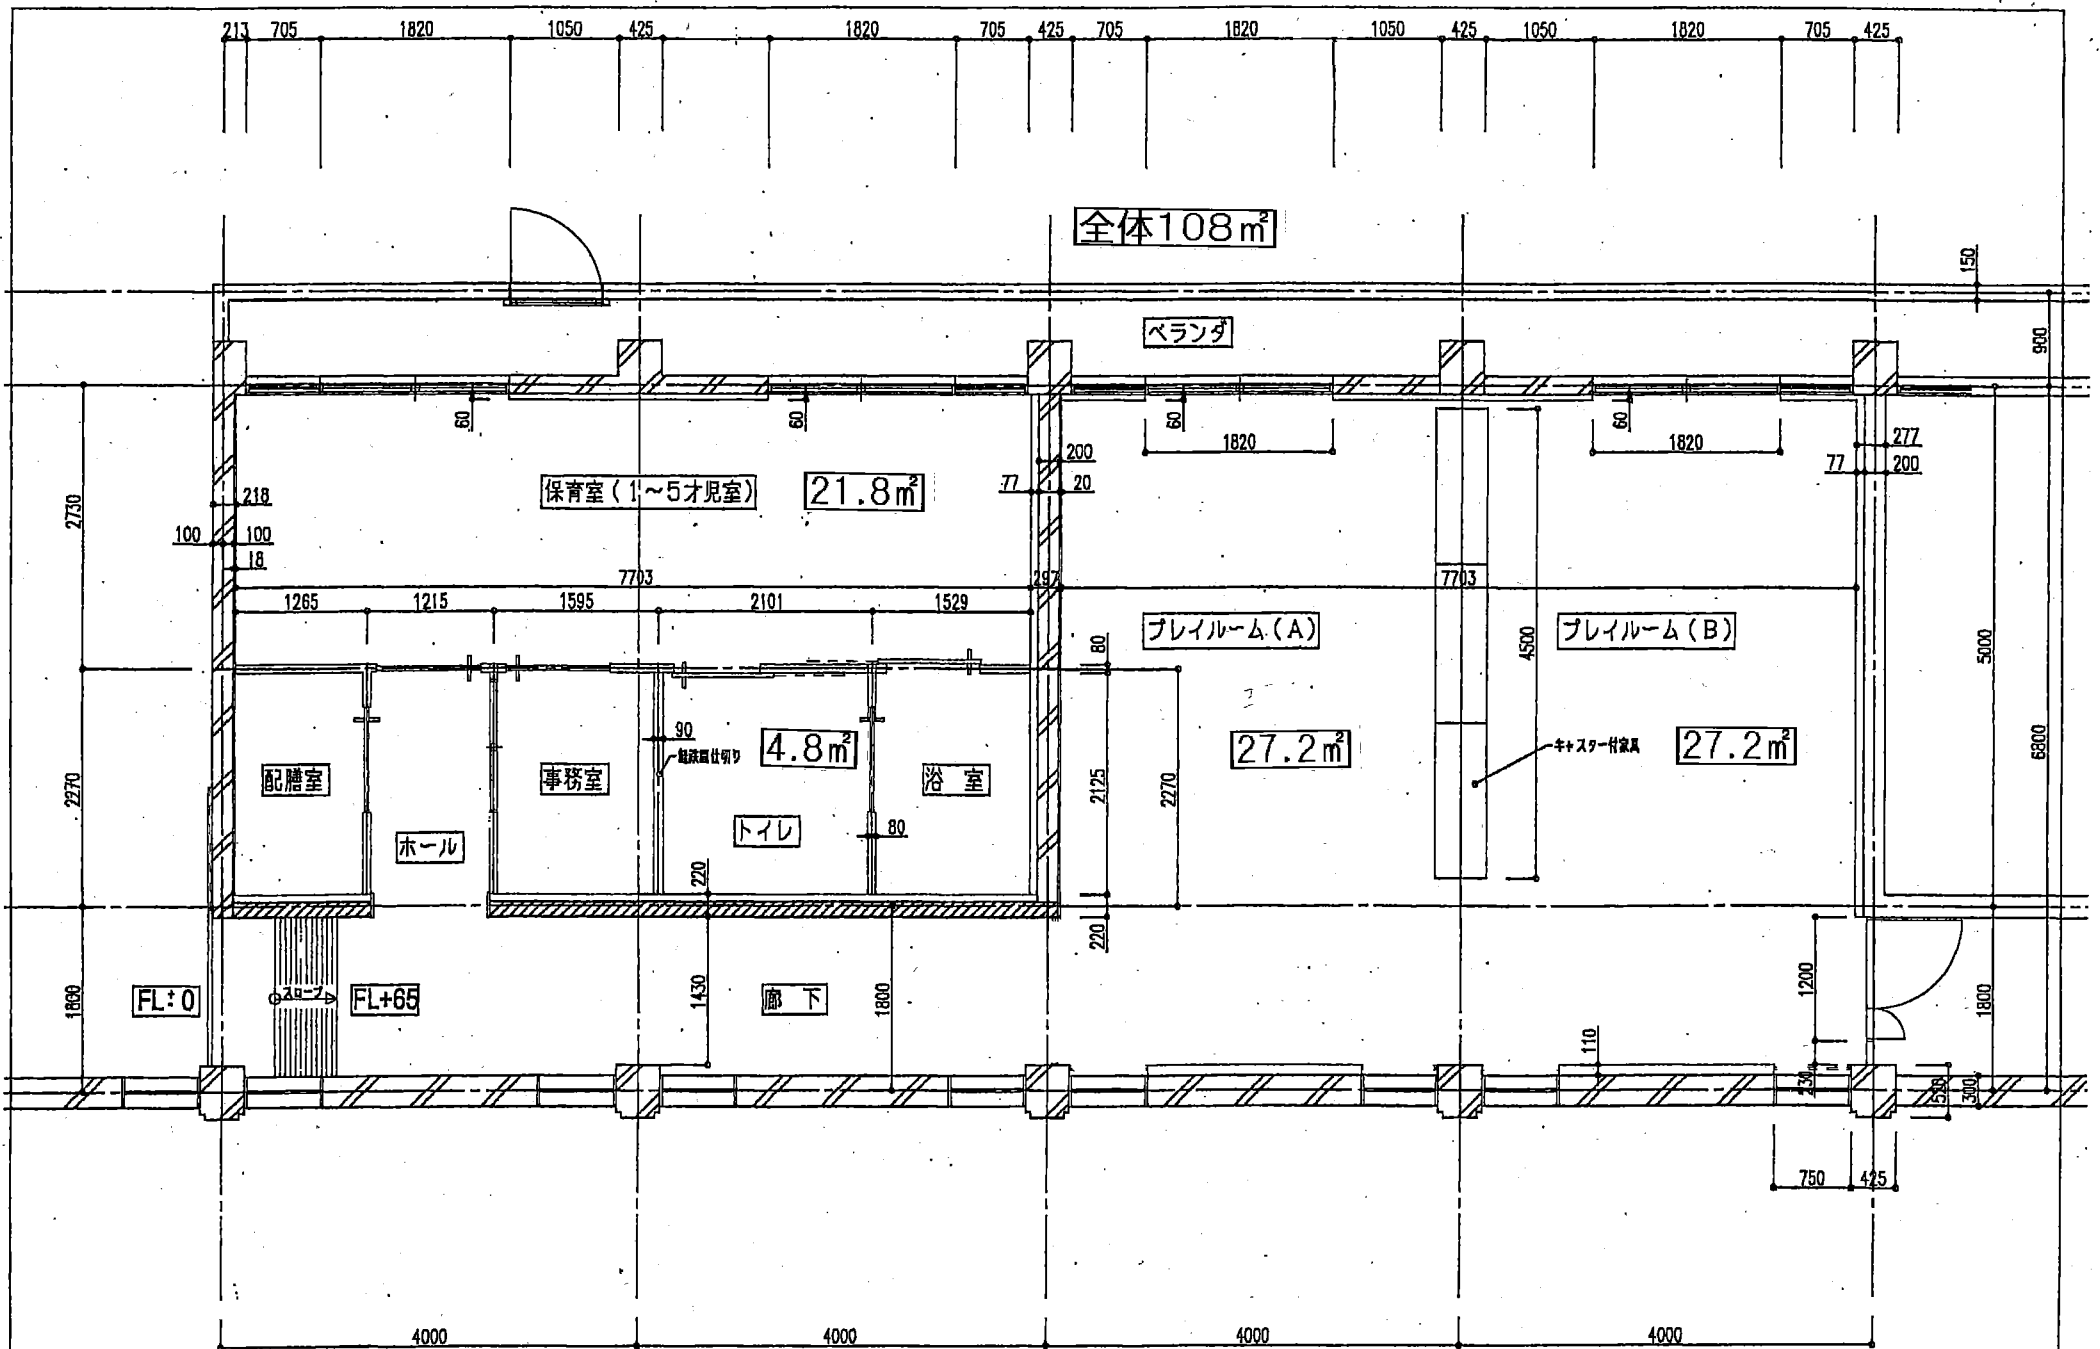 213 705 1820 1050 425 1820 705 425 705 1820 1050 425 1050 1820 705 425
全体108㎡
150
ベランダ
900
60 60 60 60
1820 1820
200 277
77 20 77 200
保育室(1~5才児室) 21.8㎡
218
100 100
18
2730
7703 297 7703
1265 1215 1595 2101 1529
プレイルーム(A) プレイルーム(B)
80 4500 5000
90
軽鉄間仕切り
4.8㎡ 27.2㎡ 27.2㎡
キャスター付家具
6800
配膳室 事務室 浴室
2270 2125 2270
トイレ 80
ホール
220
220
スロープ
FL±0 FL+65 廊下
1800 1430 1800 1200 1800
110
230 300
750 425
4000 4000 4000 4000